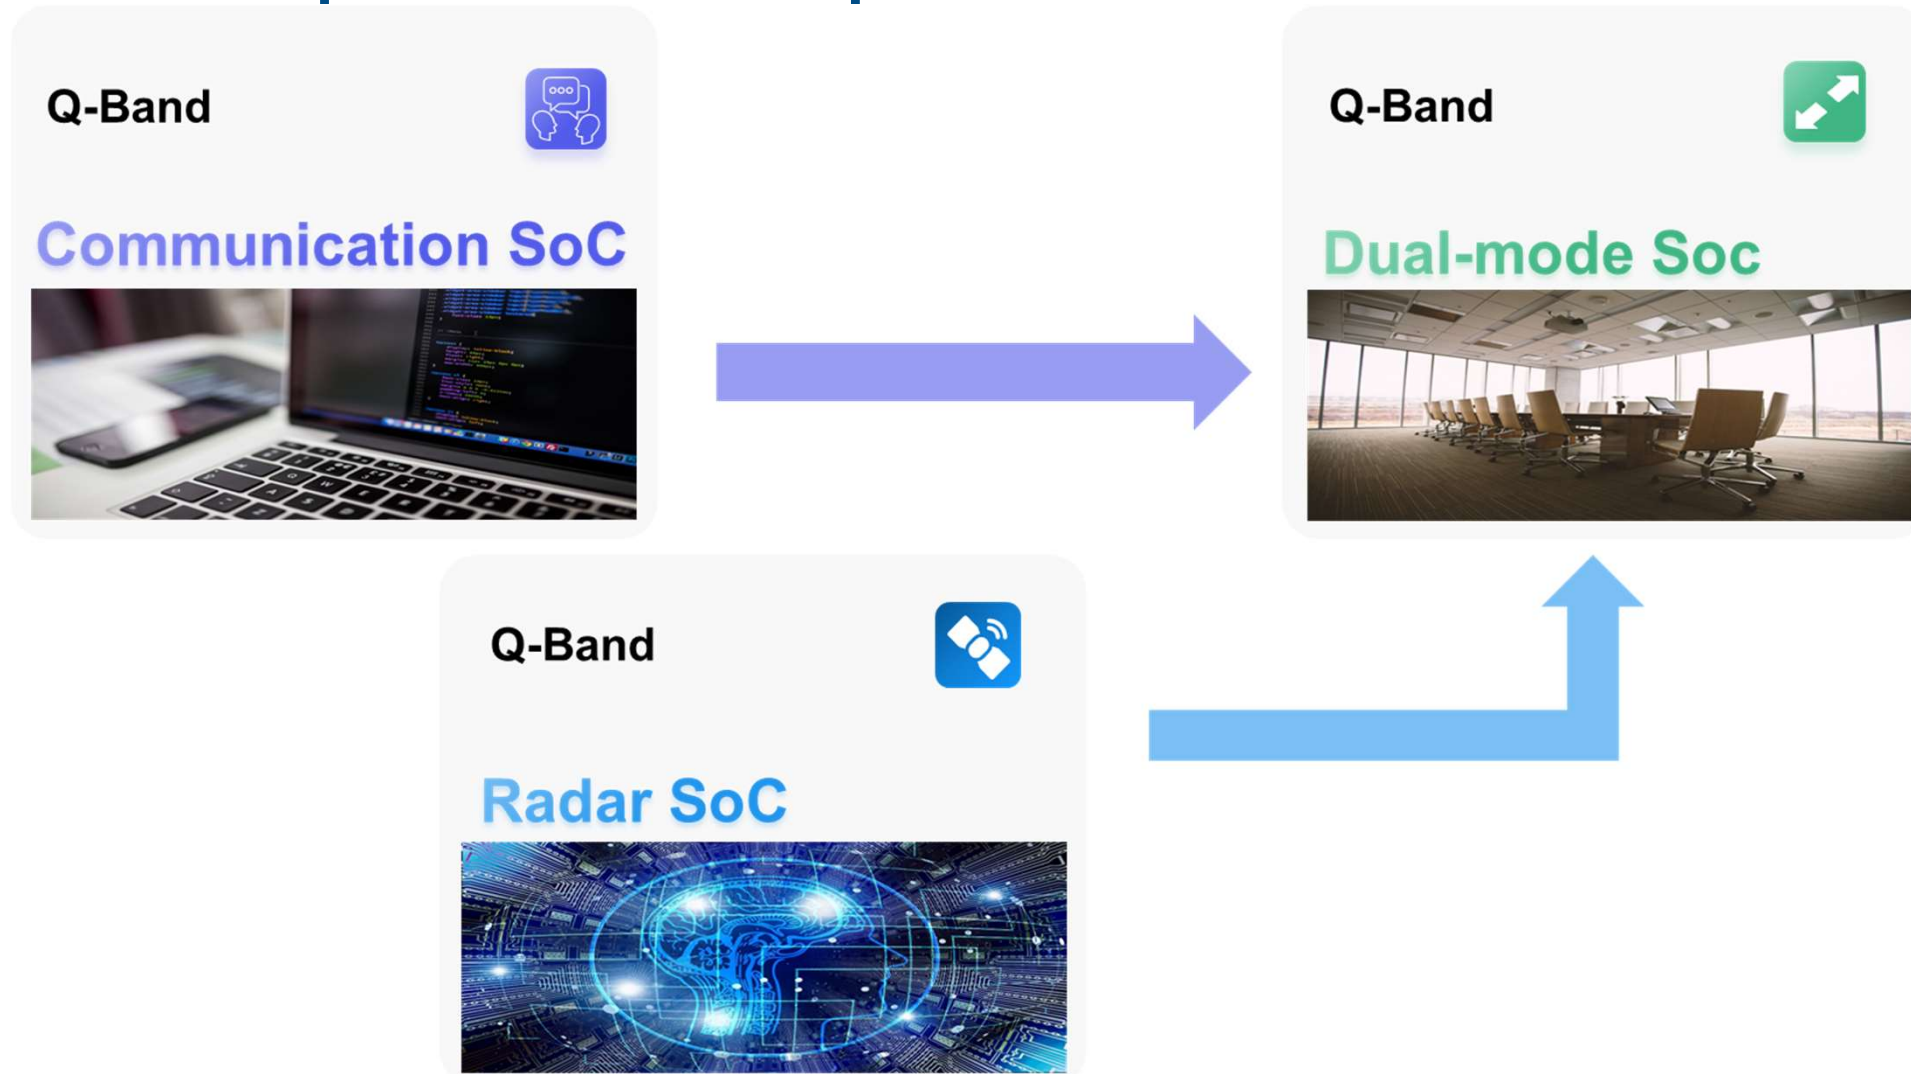 Q-Band
Communication SoC
Q-Band
Dual-mode Soc
Q-Band
Radar SoC